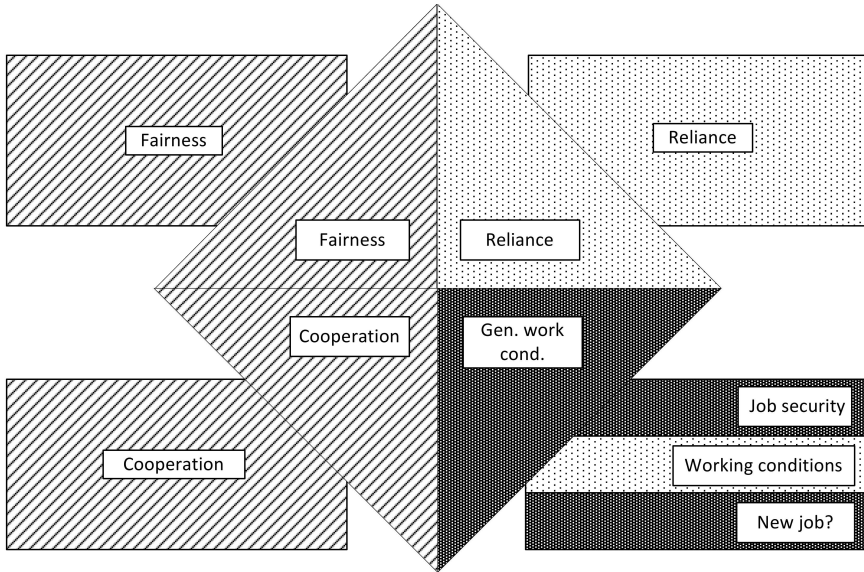 Fairness
Reliance
Fairness
Reliance
Cooperation
Gen. work
cond.
Job security
Cooperation
Working conditions
New job?